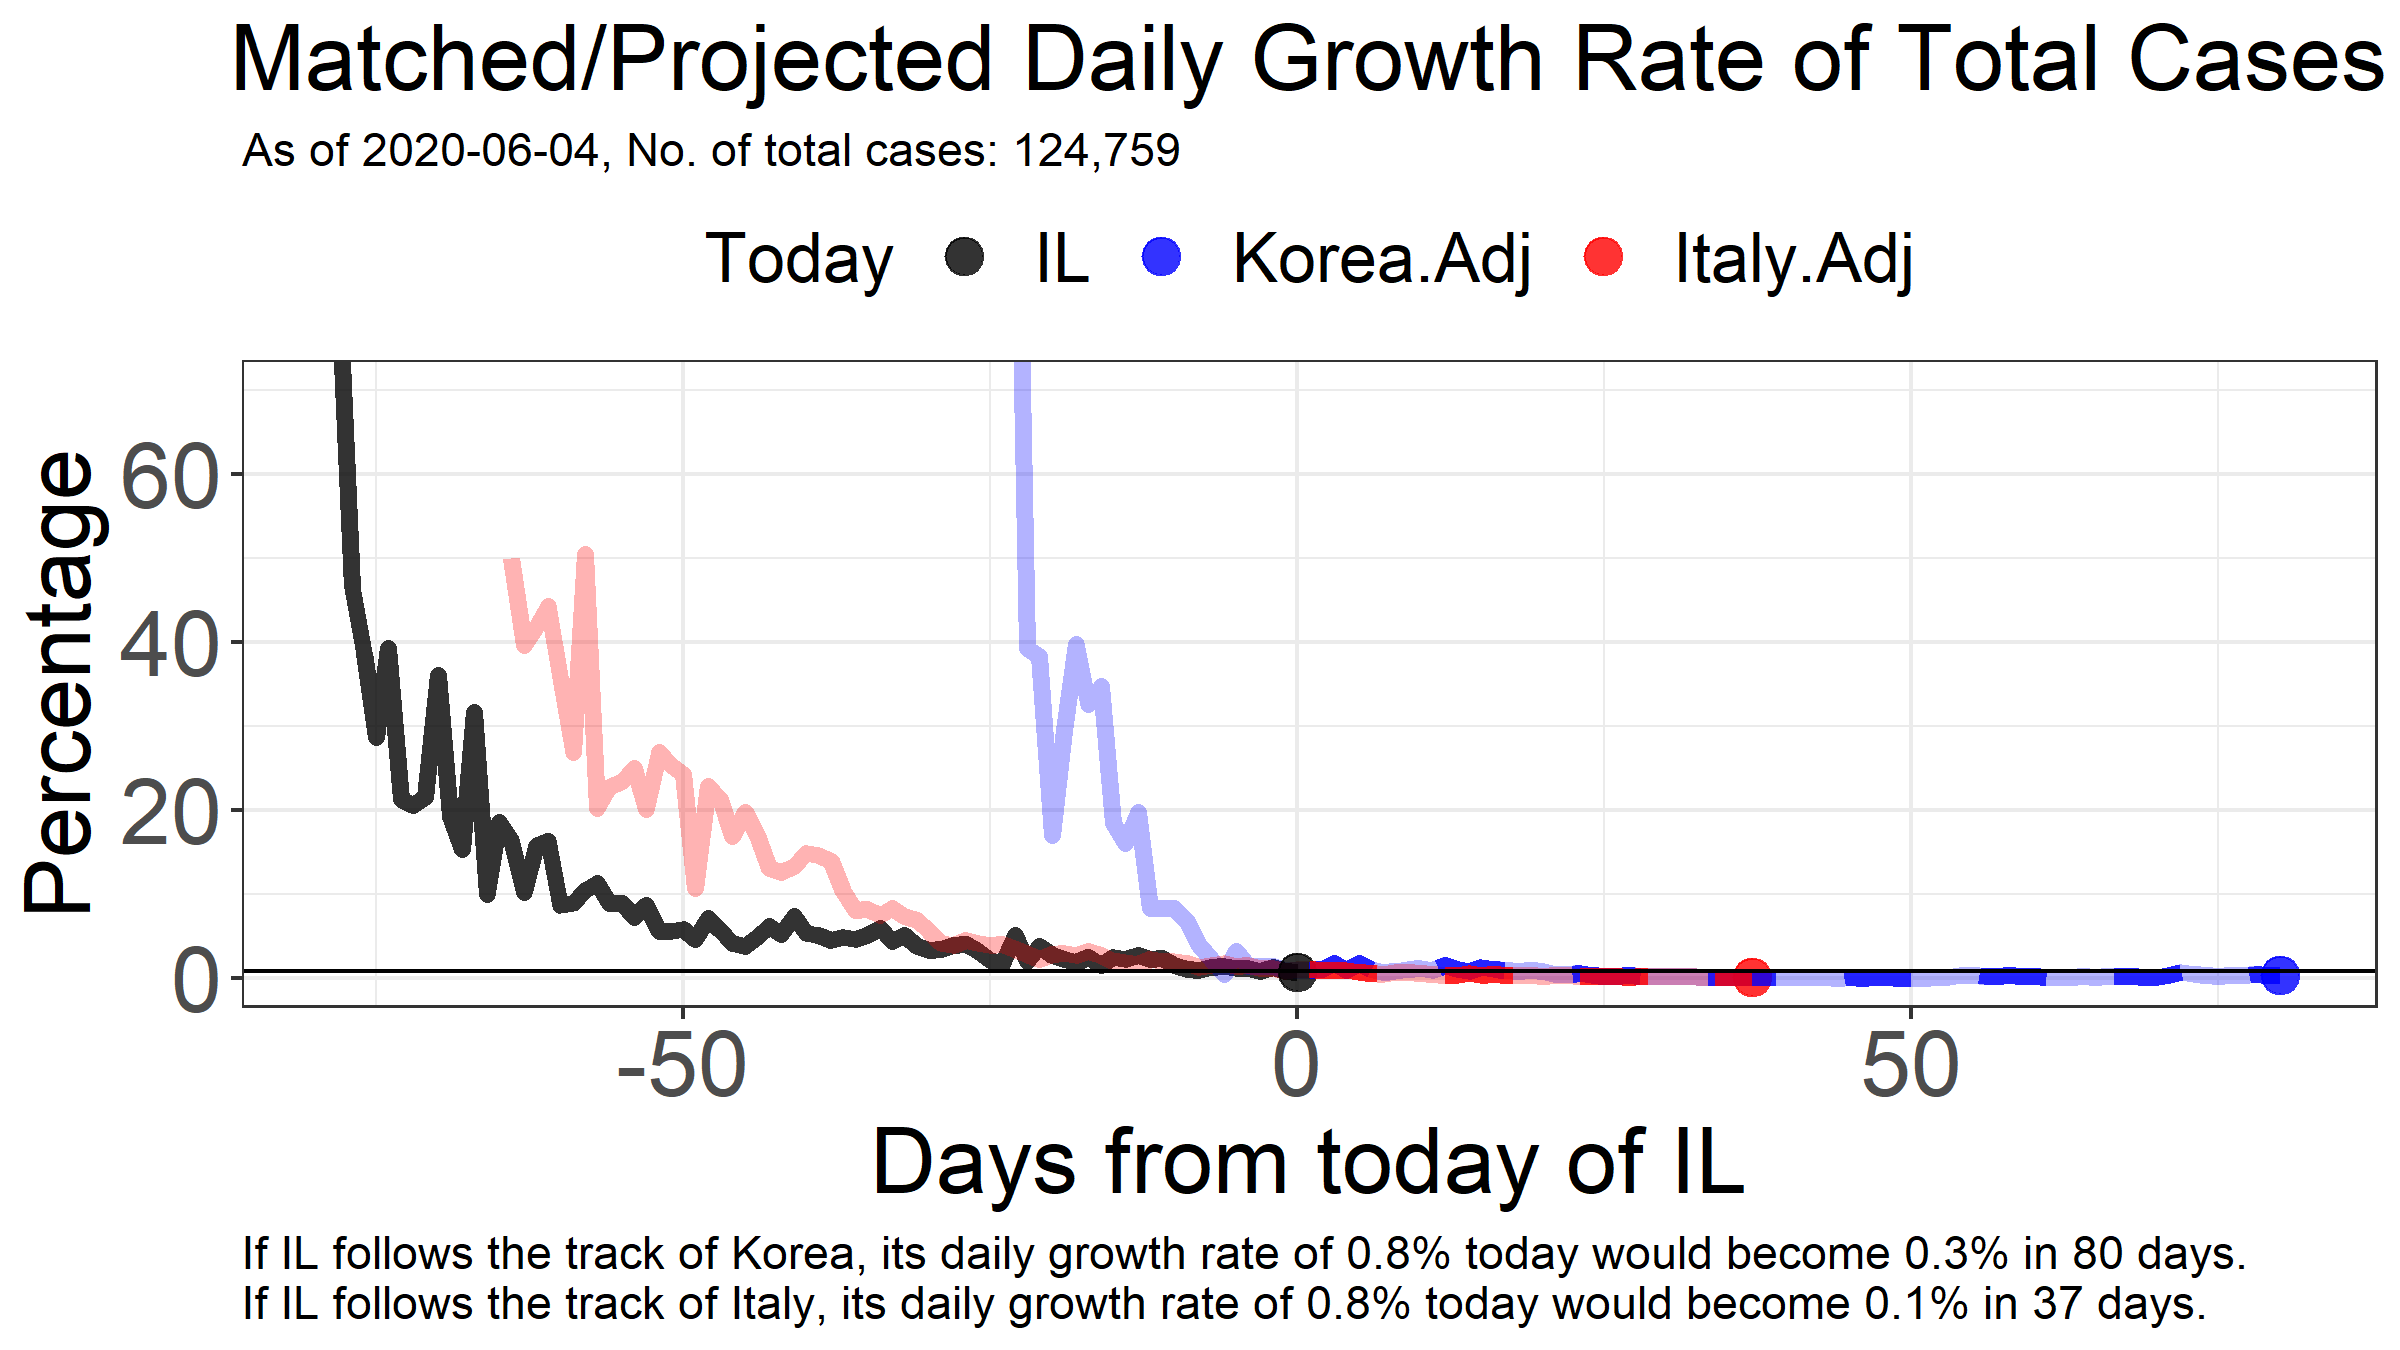 Matched/Projected Daily Growth Rate of Total Cases
As of 2020-06-04, No. of total cases: 124,759
Today IL Korea.Adj Italy.Adj
Percentage
60
40
20
0
-50 0 50
Days from today of IL
If IL follows the track of Korea, its daily growth rate of 0.8% today would become 0.3% in 80 days.
If IL follows the track of Italy, its daily growth rate of 0.8% today would become 0.1% in 37 days.